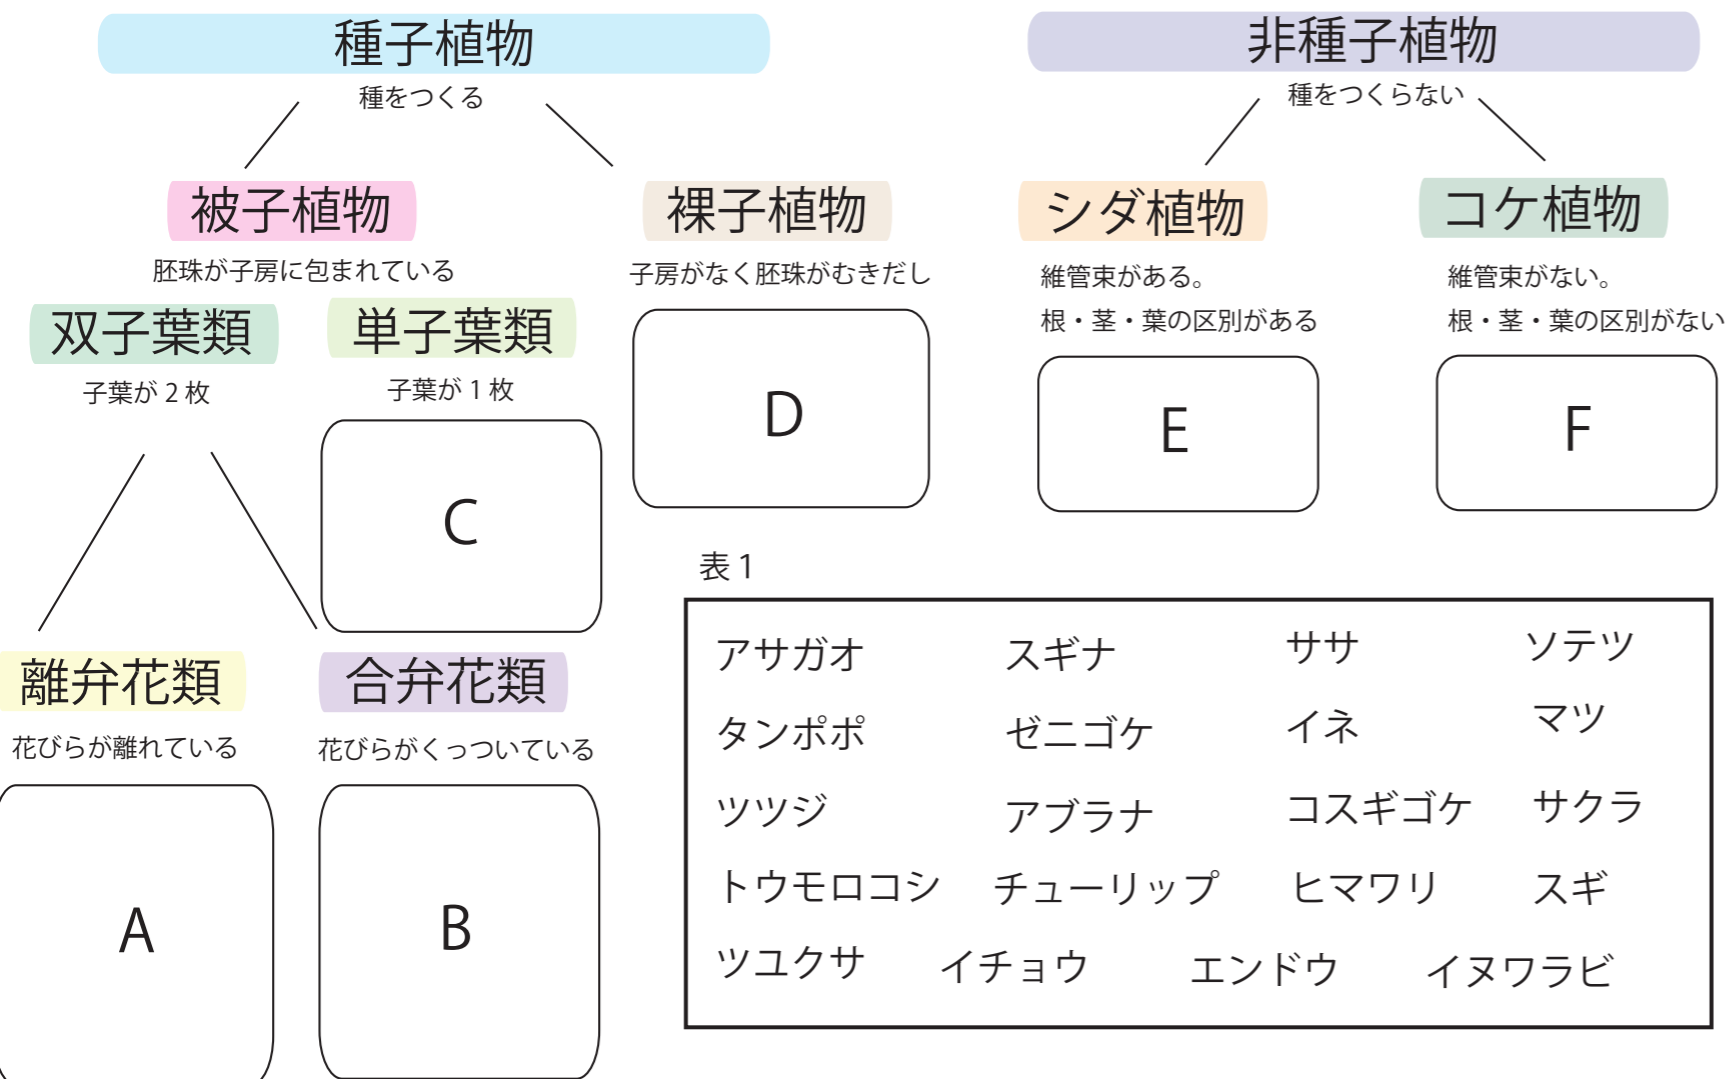 種子植物
種をつくる
非種子植物
種をつくらない
被子植物
胚珠が子房に包まれている
裸子植物
子房がなく胚珠がむきだし
シダ植物
維管束がある。
根・茎・葉の区別がある
コケ植物
維管束がない。
根・茎・葉の区別がない
双子葉類
子葉が 2 枚
単子葉類
子葉が 1 枚
C
D
E
F
離弁花類
花びらが離れている
A
合弁花類
花びらがくっついている
B
表 1
アサガオ スギナ ササ ソテツ
タンポポ ゼニゴケ イネ マツ
ツツジ アブラナ コスギゴケ サクラ
トウモロコシ チューリップ ヒマワリ スギ
ツユクサ イチョウ エンドウ イヌワラビ